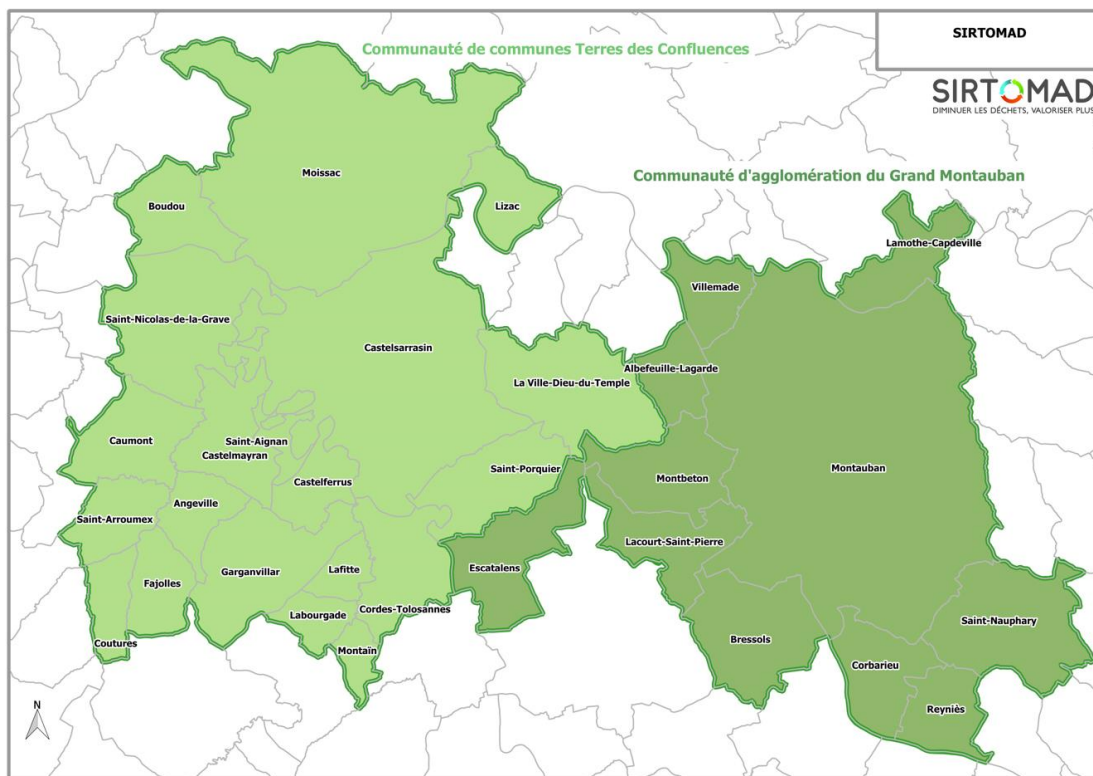 SIRTOMAD
Communauté de communes Terres des Confluences
SIRTOMAD
DIMINUER LES DÉCHETS, VALORISER PLUS
Moissac
Communauté d'agglomération du Grand Montauban
Boudou
Lizac
Lamothe-Capdeville
Villemade
Saint-Nicolas-de-la-Grave
Castelsarrasin
Albefeuille-Lagarde
La Ville-Dieu-du-Temple
Caumont
Saint-Aignan
Castelmayran
Saint-Porquier
Montauban
Montbeton
Castelferrus
Angeville
Saint-Arroumex
Lacourt-Saint-Pierre
Escatalens
Garganvillar
Lafitte
Fajolles
Cordes-Tolosannes
Labourgade
Saint-Nauphary
Bressols
Coutures
Montaïn
Corbarieu
Reyniès
N